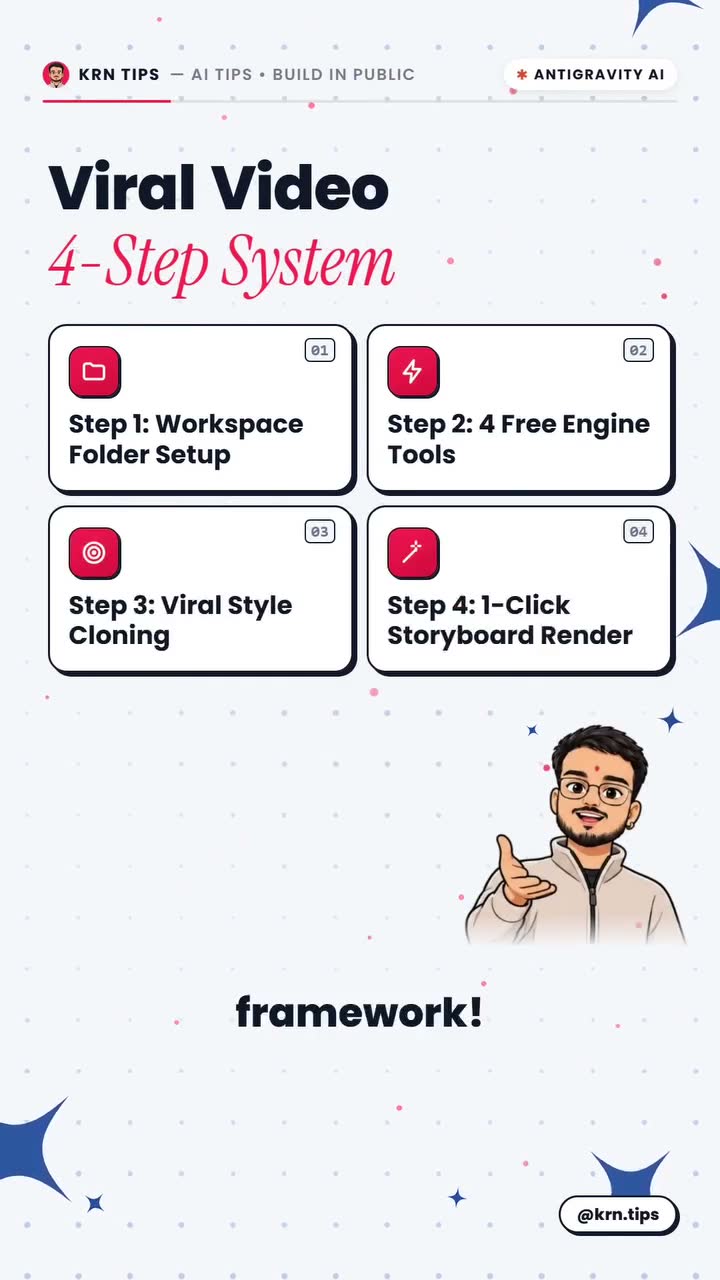 KRN TIPS — AI TIPS • BUILD IN PUBLIC
✱ ANTIGRAVITY AI
Viral Video
4-Step System
01
Step 1: Workspace
Folder Setup
02
Step 2: 4 Free Engine
Tools
03
Step 3: Viral Style
Cloning
04
Step 4: 1-Click
Storyboard Render
framework!
@krn.tips